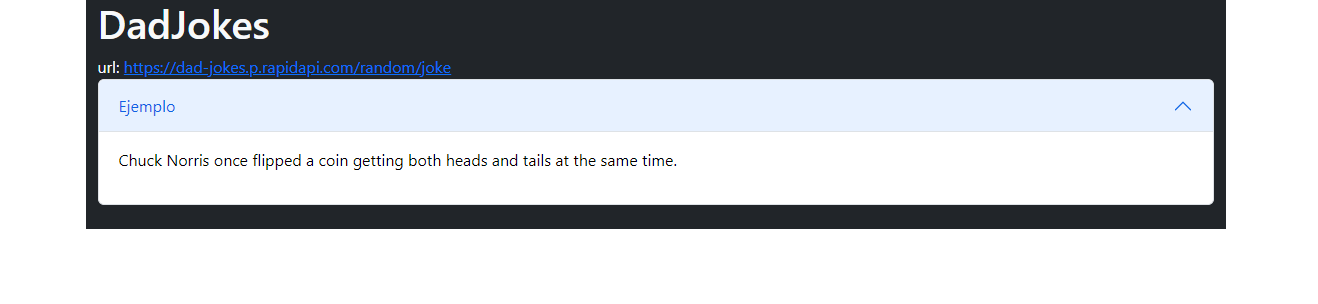 DadJokes
url: https://dad-jokes.p.rapidapi.com/random/joke
Ejemplo
Chuck Norris once flipped a coin getting both heads and tails at the same time.